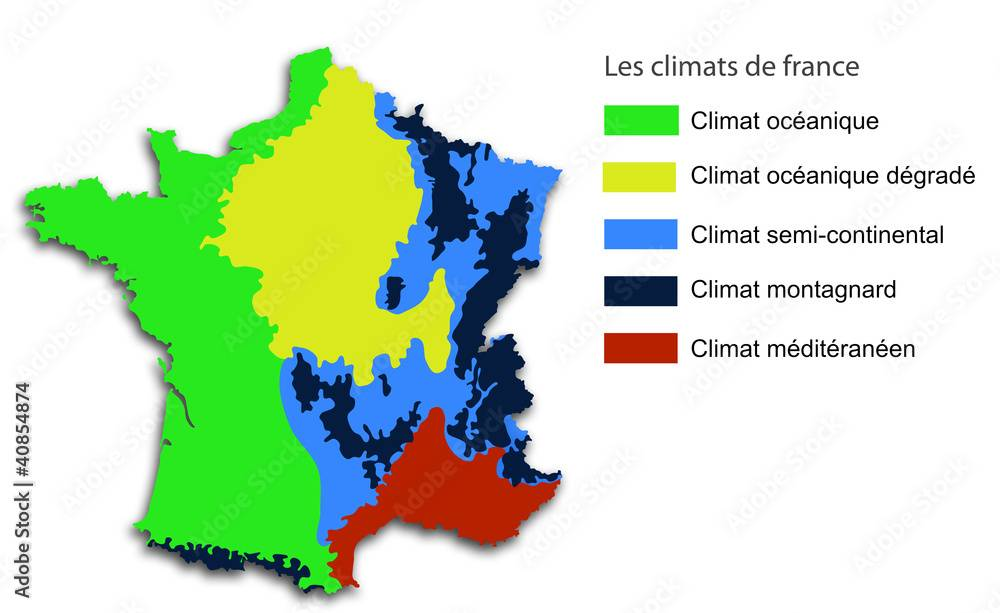 Les climats de france
Climat océanique
Climat océanique dégradé
Climat semi-continental
Climat montagnard
Climat méditéranéen
Adobe Stock | #40854874